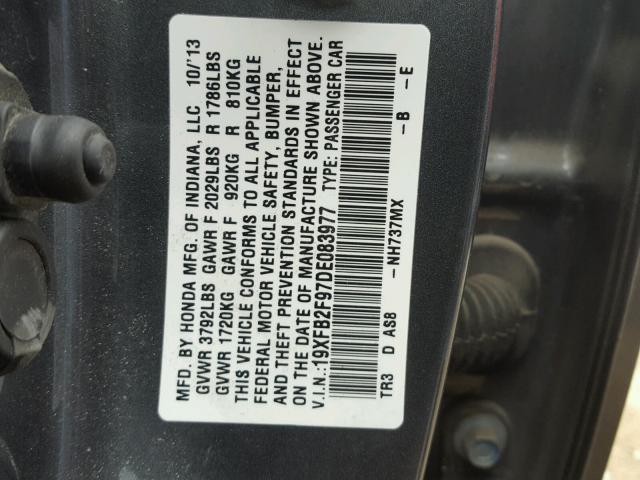 MFD. BY HONDA MFG. OF INDIANA, LLC 10/'13
GVWR 3792LBS GAWR F 2029LBS R 1786LBS
GVWR 1720KG GAWR F 920KG R 810KG
THIS VEHICLE CONFORMS TO ALL APPLICABLE
FEDERAL MOTOR VEHICLE SAFETY, BUMPER,
AND THEFT PREVENTION STANDARDS IN EFFECT
ON THE DATE OF MANUFACTURE SHOWN ABOVE.
V.I.N.:19XFB2F97DE083977 TYPE: PASSENGER CAR
TR3 D AS8 -NH737MX -B -E